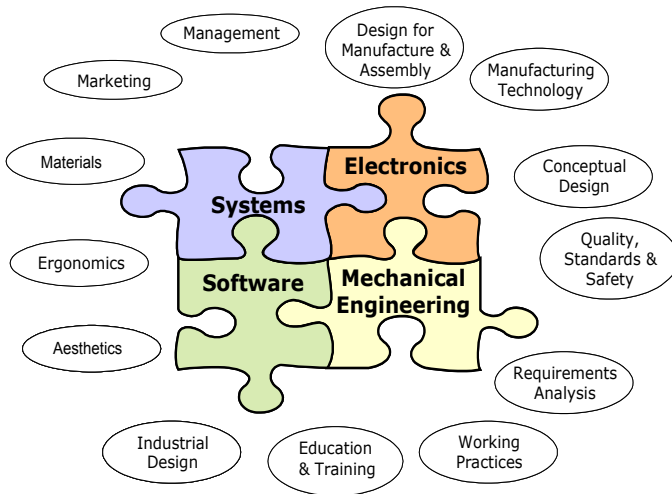 Management
Design for
Manufacture &
Assembly
Marketing
Manufacturing
Technology
Materials
Electronics
Conceptual
Design
Systems
Quality,
Standards &
Safety
Ergonomics
Software
Mechanical
Engineering
Aesthetics
Requirements
Analysis
Industrial
Design
Education
& Training
Working
Practices